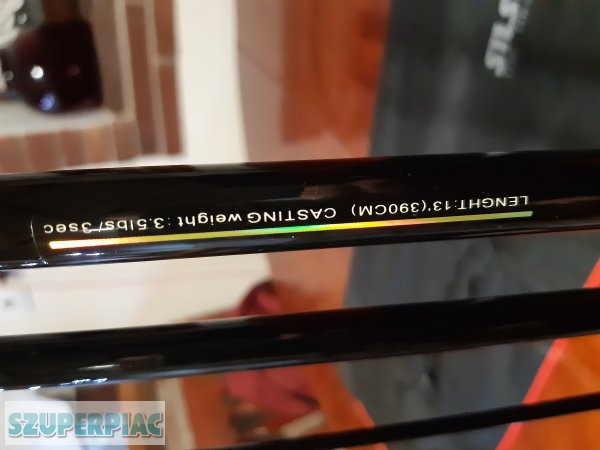 LENGHT:13'(390CM) CASTING weight :3.5lbs/3sec
SZUPERPIAC